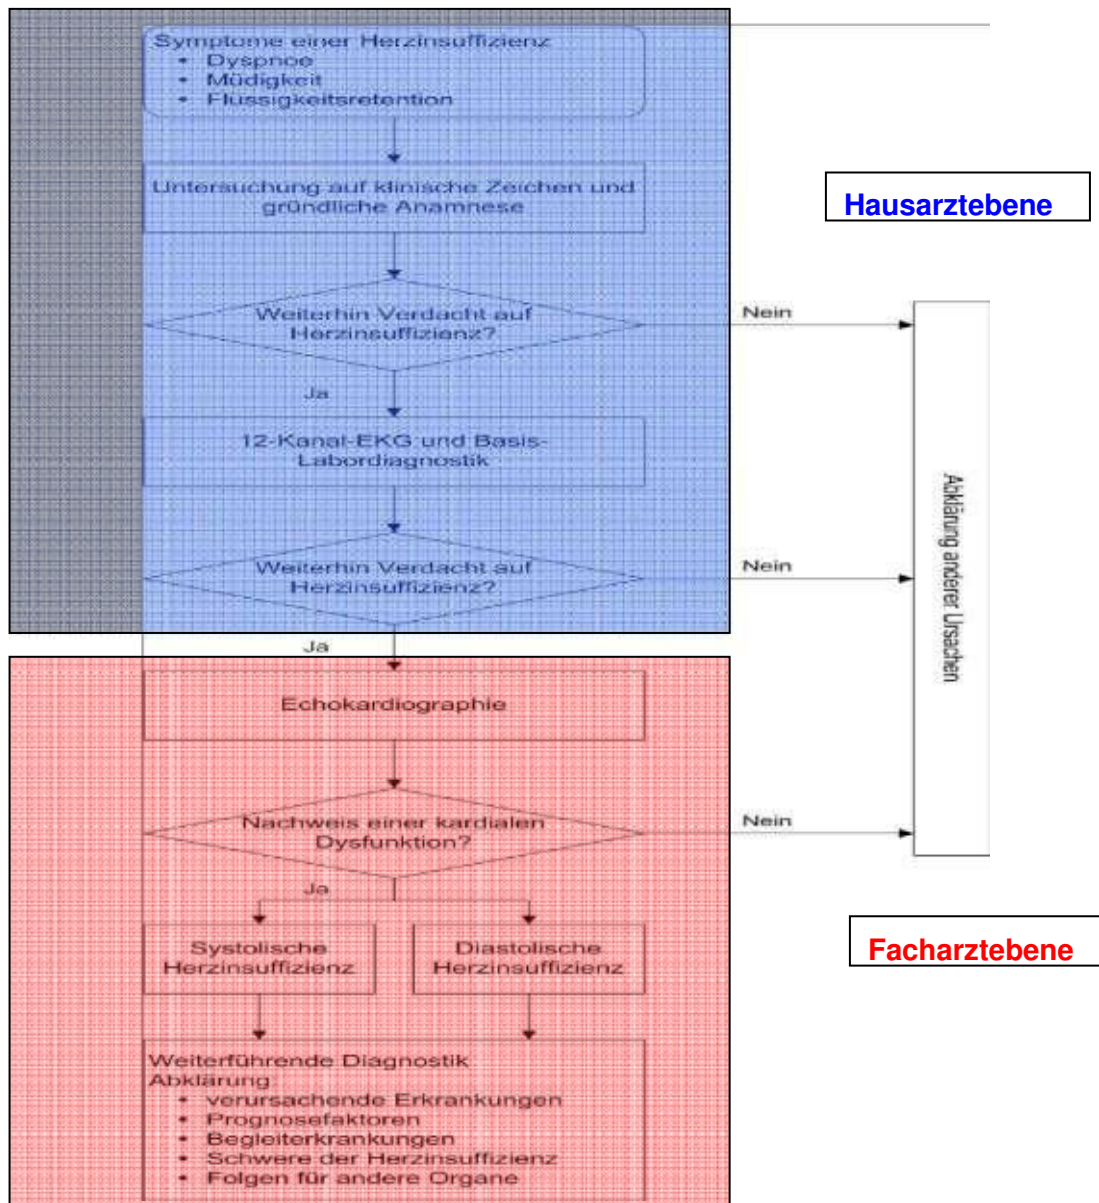 Symptome einer Herzinsuffizienz
• Dyspnoe
• Müdigkeit
• Flüssigkeitsretention
Untersuchung auf klinische Zeichen und
gründliche Anamnese
Hausarztebene
Weiterhin Verdacht auf
Herzinsuffizienz?
Nein
Ja
12-Kanal-EKG und Basis-
Labordiagnostik
Weiterhin Verdacht auf
Herzinsuffizienz?
Nein
Abklärung anderer Ursachen
Ja
Echokardiographie
Nachweis einer kardialen
Dysfunktion?
Nein
Ja
Systolische
Herzinsuffizienz
Diastolische
Herzinsuffizienz
Facharztebene
Weiterführende Diagnostik
Abklärung:
• verursachende Erkrankungen
• Prognosefaktoren
• Begleiterkrankungen
• Schwere der Herzinsuffizienz
• Folgen für andere Organe